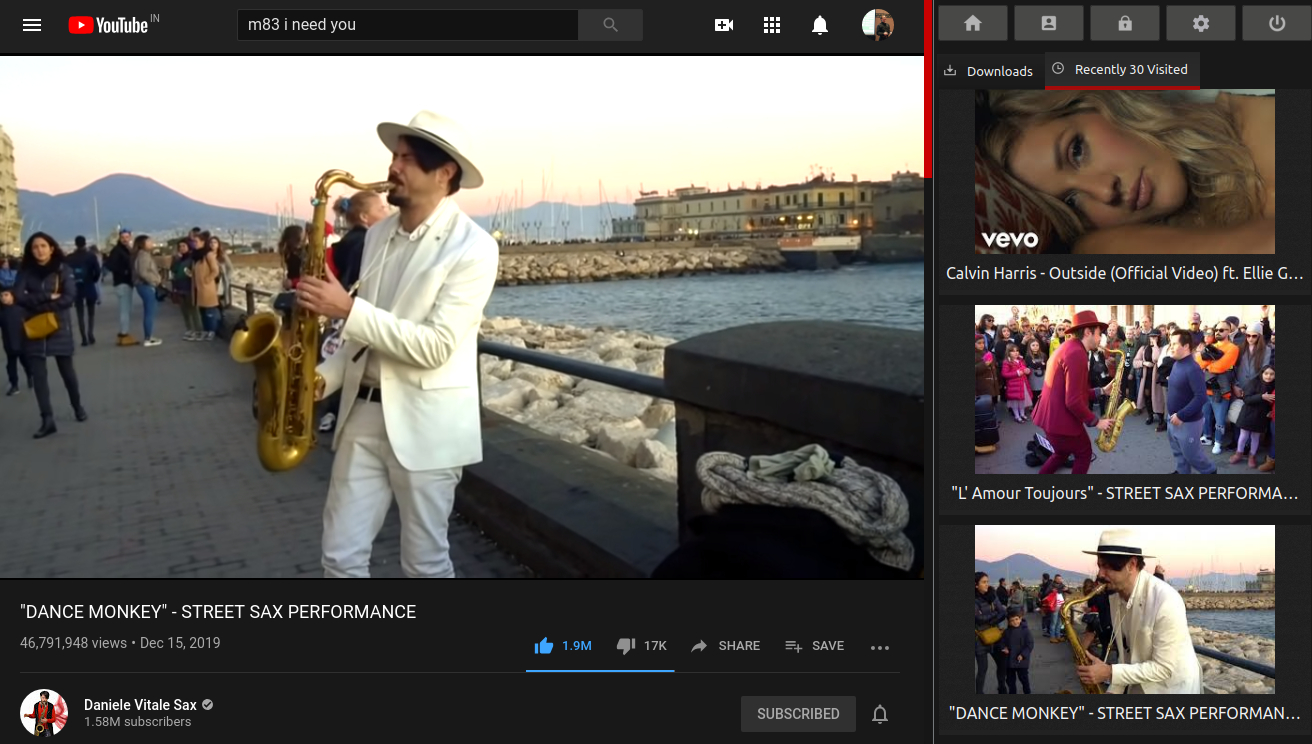 YouTube IN
m83 i need you
"DANCE MONKEY" - STREET SAX PERFORMANCE
46,791,948 views • Dec 15, 2019
1.9M
17K
SHARE
SAVE
Daniele Vitale Sax
1.58M subscribers
SUBSCRIBED
Downloads
Recently 30 Visited
vevo
Calvin Harris - Outside (Official Video) ft. Ellie G...
"L' Amour Toujours" - STREET SAX PERFORMA...
"DANCE MONKEY" - STREET SAX PERFORMAN...